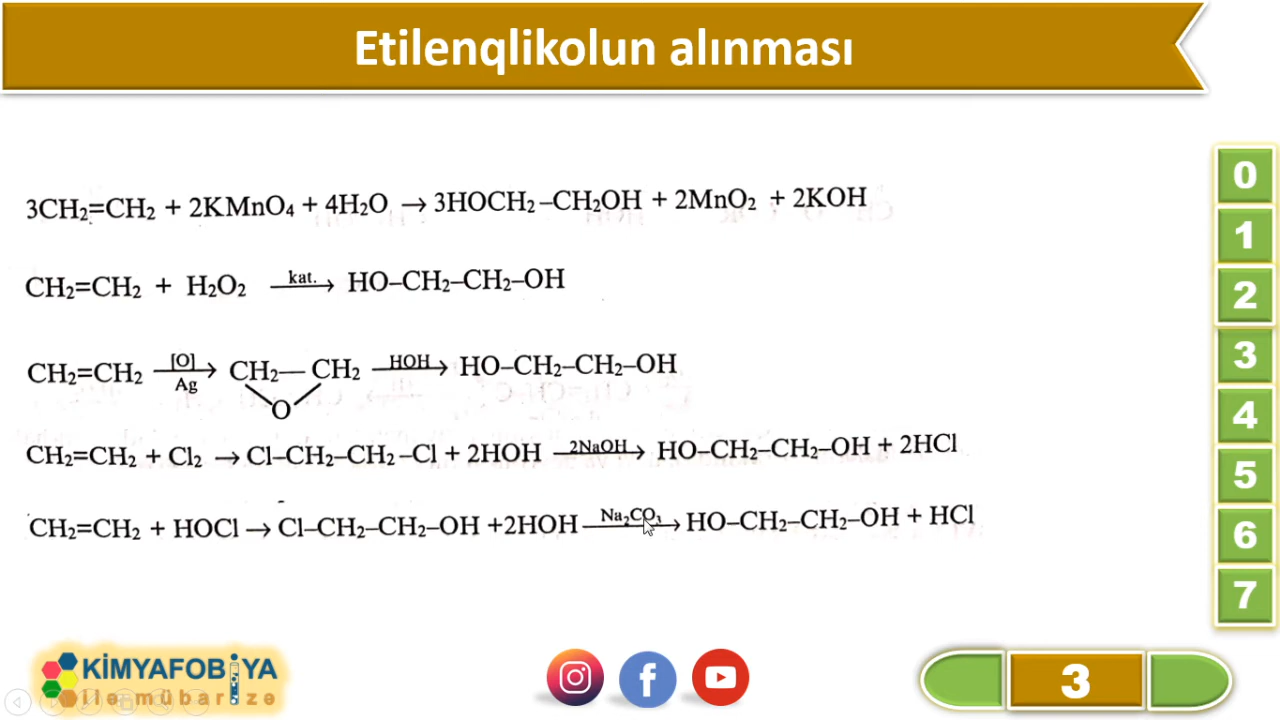 Etilenqlikolun alınması
3CH₂=CH₂ + 2KMnO₄ + 4H₂O → 3HOCH₂–CH₂OH + 2MnO₂ + 2KOH
CH₂=CH₂ + H₂O₂ kat. → HO–CH₂–CH₂–OH
CH₂=CH₂ [O] Ag → CH₂—CH₂ HOH → HO–CH₂–CH₂–OH
O
CH₂=CH₂ + Cl₂ → Cl–CH₂–CH₂–Cl + 2HOH 2NaOH → HO–CH₂–CH₂–OH + 2HCl
CH₂=CH₂ + HOCl → Cl–CH₂–CH₂–OH +2HOH Na₂CO₃ → HO–CH₂–CH₂–OH + HCl
0
1
2
3
4
5
6
7
KİMYAFOBİYA
ilə mübarizə
3